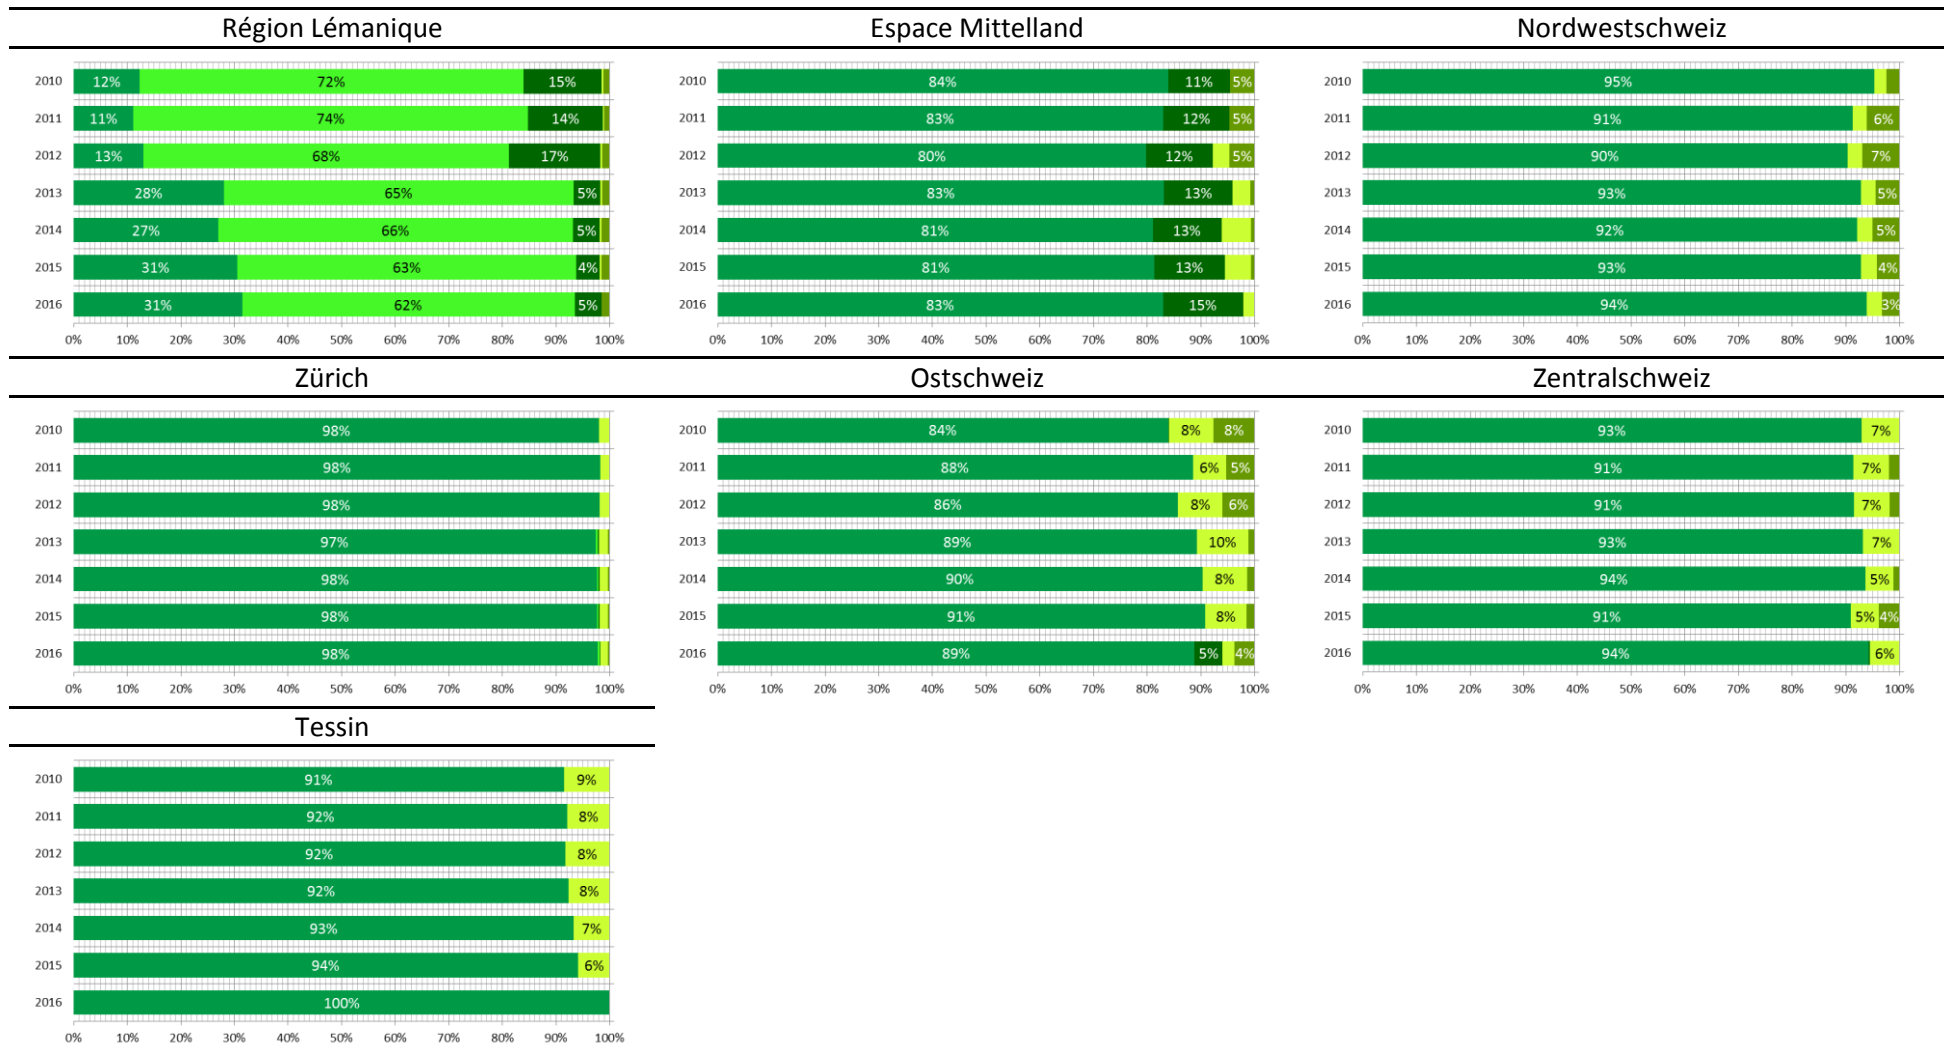 Région Lémanique
2010 12% 72% 15%
2011 11% 74% 14%
2012 13% 68% 17%
2013 28% 65% 5%
2014 27% 66% 5%
2015 31% 63% 4%
2016 31% 62% 5%
0% 10% 20% 30% 40% 50% 60% 70% 80% 90% 100%
Espace Mittelland
2010 84% 11% 5%
2011 83% 12% 5%
2012 80% 12% 5%
2013 83% 13%
2014 81% 13%
2015 81% 13%
2016 83% 15%
0% 10% 20% 30% 40% 50% 60% 70% 80% 90% 100%
Nordwestschweiz
2010 95%
2011 91% 6%
2012 90% 7%
2013 93% 5%
2014 92% 5%
2015 93% 4%
2016 94% 3%
0% 10% 20% 30% 40% 50% 60% 70% 80% 90% 100%
Zürich
2010 98%
2011 98%
2012 98%
2013 97%
2014 98%
2015 98%
2016 98%
0% 10% 20% 30% 40% 50% 60% 70% 80% 90% 100%
Ostschweiz
2010 84% 8% 8%
2011 88% 6% 5%
2012 86% 8% 6%
2013 89% 10%
2014 90% 8%
2015 91% 8%
2016 89% 5% 4%
0% 10% 20% 30% 40% 50% 60% 70% 80% 90% 100%
Zentralschweiz
2010 93% 7%
2011 91% 7%
2012 91% 7%
2013 93% 7%
2014 94% 5%
2015 91% 5% 4%
2016 94% 6%
0% 10% 20% 30% 40% 50% 60% 70% 80% 90% 100%
Tessin
2010 91% 9%
2011 92% 8%
2012 92% 8%
2013 92% 8%
2014 93% 7%
2015 94% 6%
2016 100%
0% 10% 20% 30% 40% 50% 60% 70% 80% 90% 100%